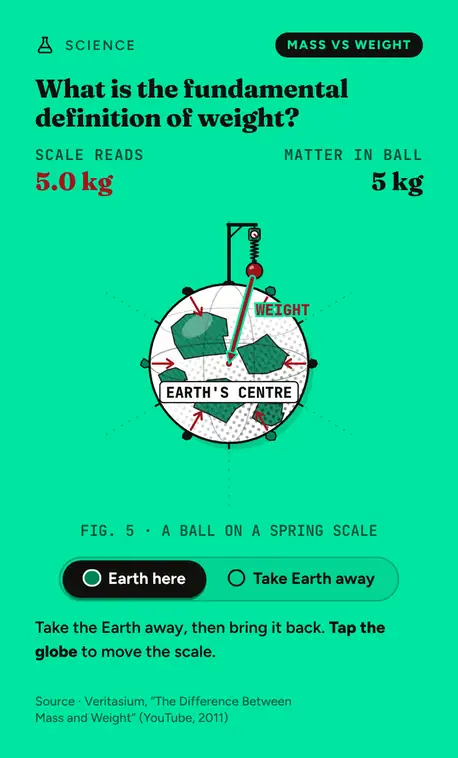 SCIENCE
MASS VS WEIGHT
What is the fundamental
definition of weight?
SCALE READS
MATTER IN BALL
5.0 kg
5 kg
WEIGHT
EARTH'S CENTRE
FIG. 5 · A BALL ON A SPRING SCALE
Earth here
Take Earth away
Take the Earth away, then bring it back. Tap the
globe to move the scale.
Source · Veritasium, “The Difference Between
Mass and Weight” (YouTube, 2011)